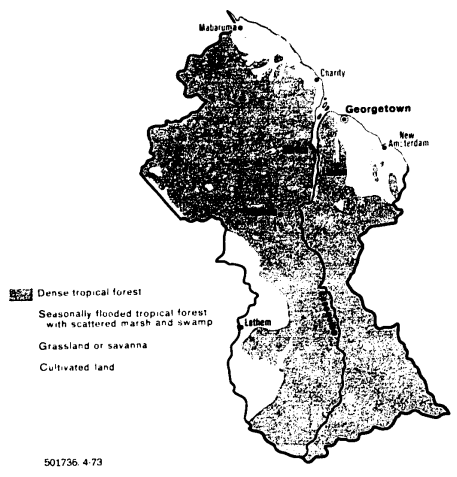 Mabaruma
Charity
Georgetown
New
Amsterdam
Dense tropical forest
Seasonally flooded tropical forest
with scattered marsh and swamp
Lethem
Grassland or savanna
Cultivated land
501736 4-73